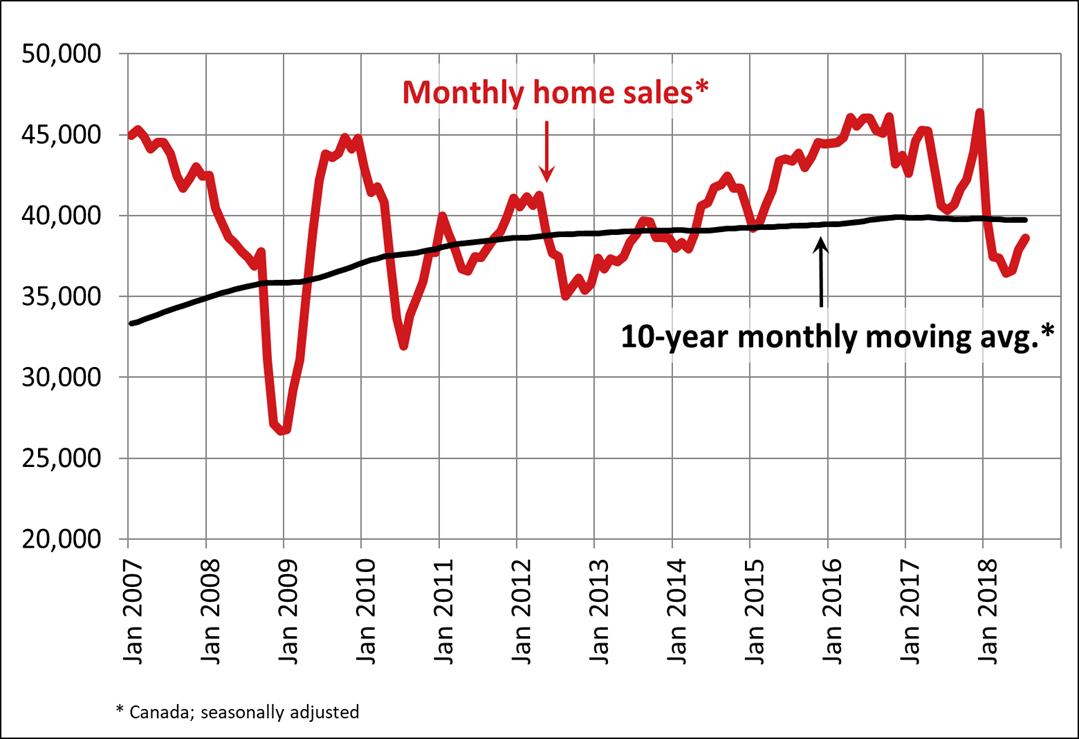 50,000
45,000
40,000
35,000
30,000
25,000
20,000
Monthly home sales*
10-year monthly moving avg.*
Jan 2007
Jan 2008
Jan 2009
Jan 2010
Jan 2011
Jan 2012
Jan 2013
Jan 2014
Jan 2015
Jan 2016
Jan 2017
Jan 2018
* Canada; seasonally adjusted